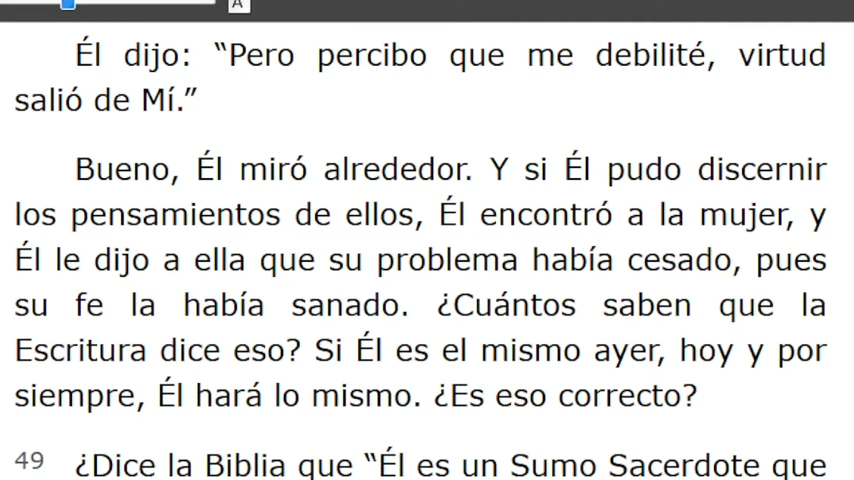 A
Él dijo: “Pero percibo que me debilité, virtud
salió de Mí.”
Bueno, Él miró alrededor. Y si Él pudo discernir
los pensamientos de ellos, Él encontró a la mujer, y
Él le dijo a ella que su problema había cesado, pues
su fe la había sanado. ¿Cuántos saben que la
Escritura dice eso? Si Él es el mismo ayer, hoy y por
siempre, Él hará lo mismo. ¿Es eso correcto?
49 ¿Dice la Biblia que “Él es un Sumo Sacerdote que